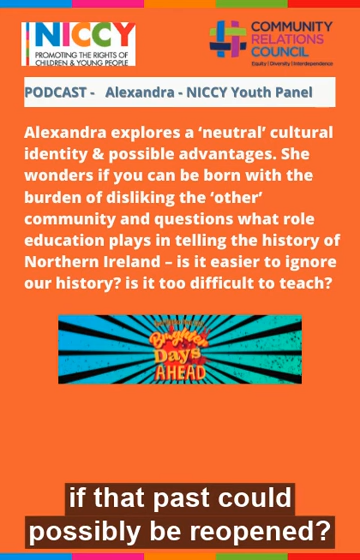 NICCY
PROMOTING THE RIGHTS OF
CHILDREN & YOUNG PEOPLE
COMMUNITY
RELATIONS
COUNCIL
Equity | Diversity | Interdependence
PODCAST - Alexandra - NICCY Youth Panel
Alexandra explores a ‘neutral’ cultural
identity & possible advantages. She
wonders if you can be born with the
burden of disliking the ‘other’
community and questions what role
education plays in telling the history of
Northern Ireland – is it easier to ignore
our history? is it too difficult to teach?
Brighter
Days
AHEAD
if that past could
possibly be reopened?